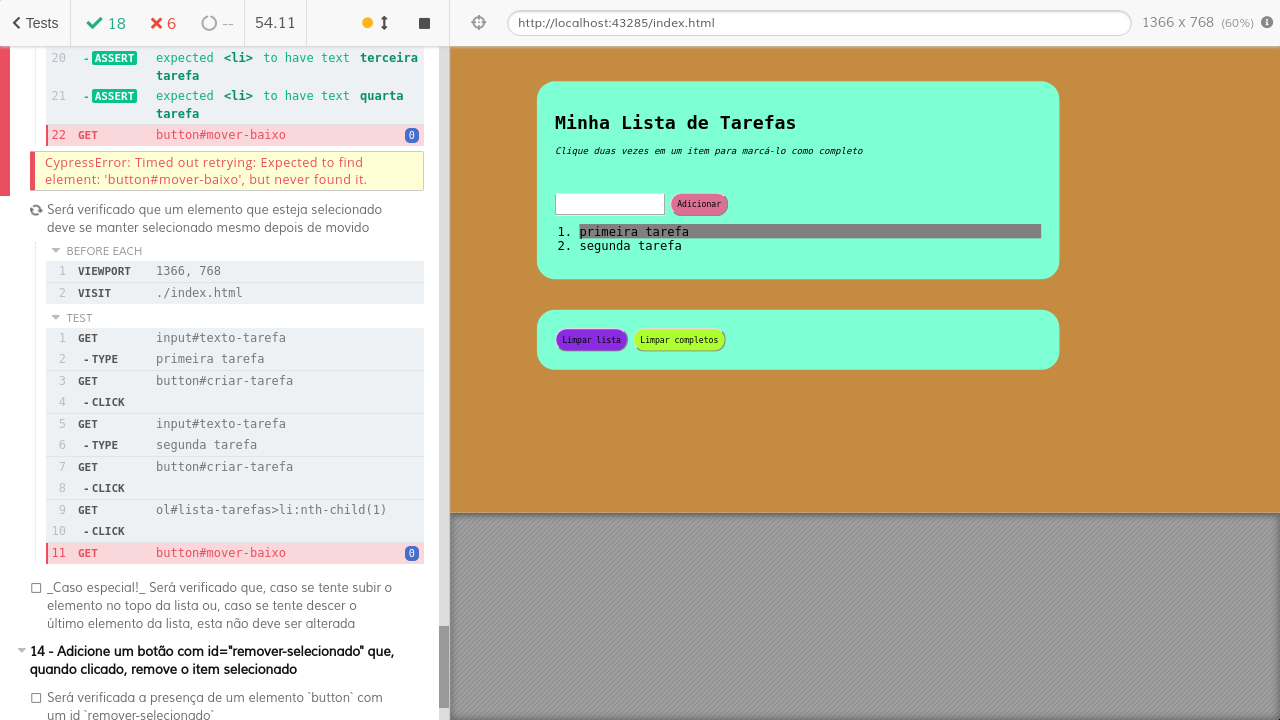 Tests 18 6 -- 54.11 http://localhost:43285/index.html 1366 x 768 (60%)
20 - ASSERT expected <li> to have text terceira
tarefa
21 - ASSERT expected <li> to have text quarta
tarefa
22 GET button#mover-baixo 0
CypressError: Timed out retrying: Expected to find
element: 'button#mover-baixo', but never found it.
Será verificado que um elemento que esteja selecionado
deve se manter selecionado mesmo depois de movido
BEFORE EACH
1 VIEWPORT 1366, 768
2 VISIT ./index.html
TEST
1 GET input#texto-tarefa
2 - TYPE primeira tarefa
3 GET button#criar-tarefa
4 - CLICK
5 GET input#texto-tarefa
6 - TYPE segunda tarefa
7 GET button#criar-tarefa
8 - CLICK
9 GET ol#lista-tarefas>li:nth-child(1)
10 - CLICK
11 GET button#mover-baixo 0
_Caso especial!_ Será verificado que, caso se tente subir o
elemento no topo da lista ou, caso se tente descer o
último elemento da lista, esta não deve ser alterada
14 - Adicione um botão com id="remover-selecionado" que,
quando clicado, remove o item selecionado
Será verificada a presença de um elemento `button` com
um id `remover-selecionado`
Minha Lista de Tarefas
Clique duas vezes em um item para marcá-lo como completo
Adicionar
1. primeira tarefa
2. segunda tarefa
Limpar lista Limpar completos